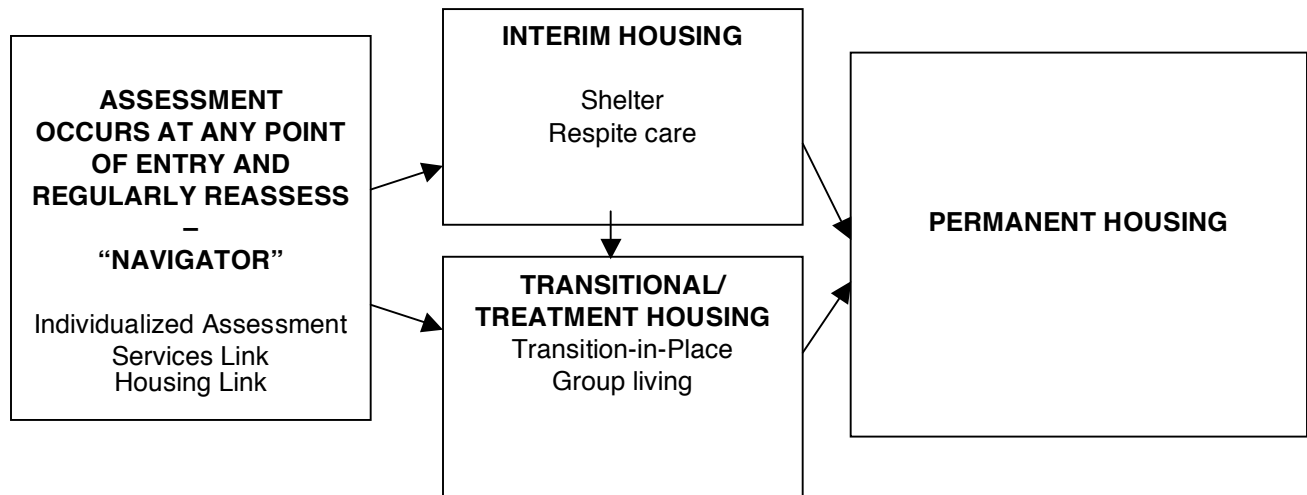 ASSESSMENT
OCCURS AT ANY POINT
OF ENTRY AND
REGULARLY REASSESS
–
“NAVIGATOR”
Individualized Assessment
Services Link
Housing Link
INTERIM HOUSING
Shelter
Respite care
TRANSITIONAL/
TREATMENT HOUSING
Transition-in-Place
Group living
PERMANENT HOUSING